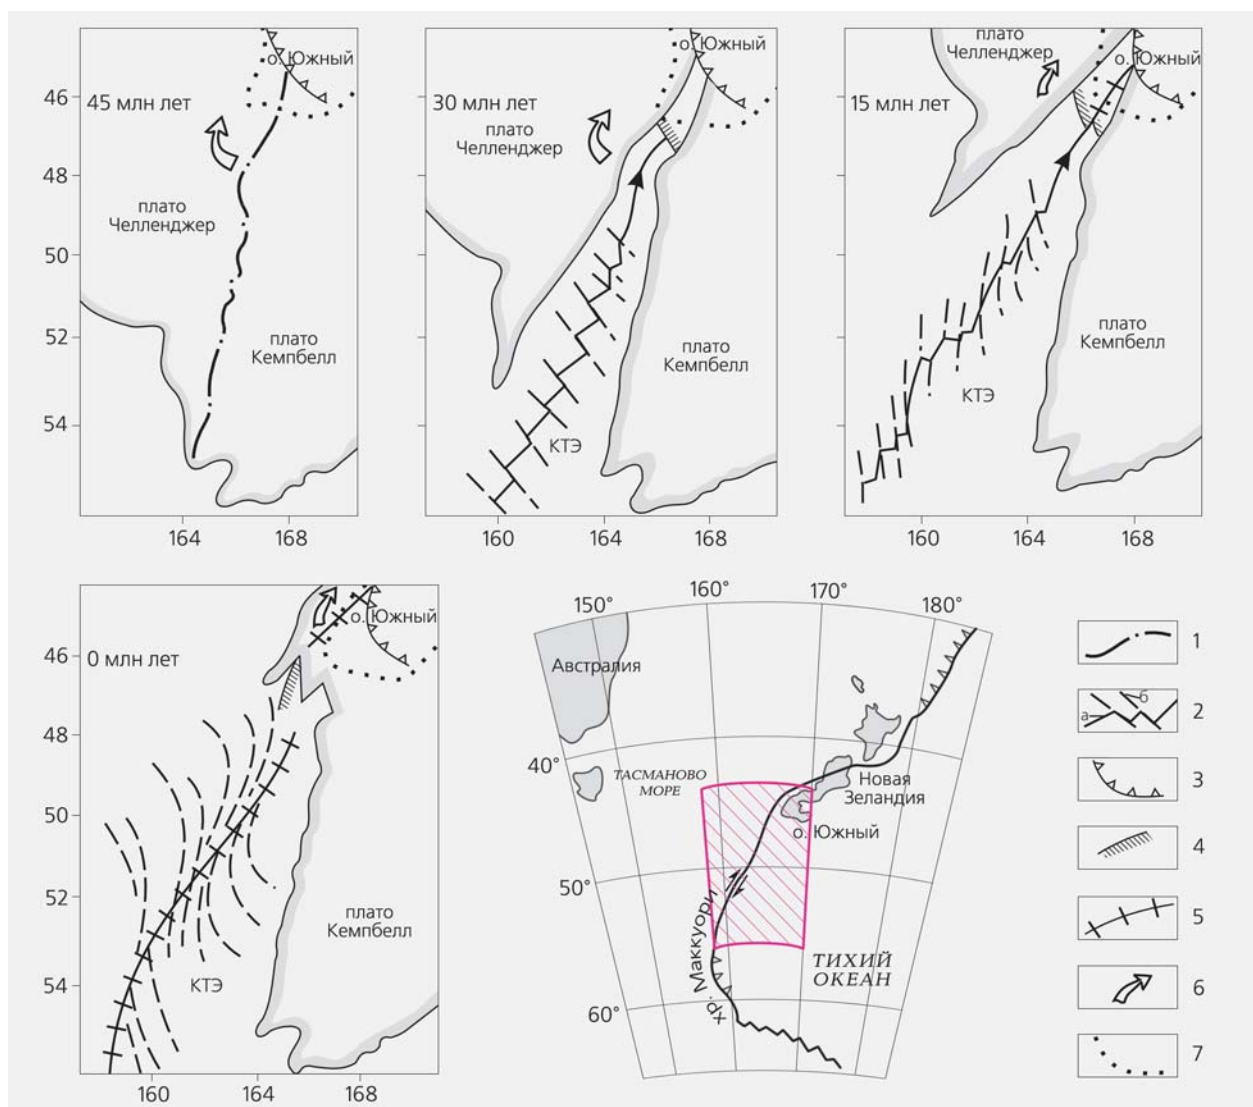 45 млн лет
о. Южный
плато
Челленджер
плато
Кемпбелл
46
48
50
52
54
164
168
30 млн лет
о. Южный
плато
Челленджер
плато
Кемпбелл
КТЭ
160
164
168
плато
Челленджер
о. Южный
15 млн лет
плато
Кемпбелл
КТЭ
160
164
168
0 млн лет
о. Южный
плато
Кемпбелл
КТЭ
46
48
50
52
54
160
164
168
150°
160°
170°
180°
Австралия
40°
ТАСМАНОВО
МОРЕ
Новая
Зеландия
о. Южный
50°
хр. Маккуори
ТИХИЙ
ОКЕАН
60°
1
а
б
2
3
4
5
6
7